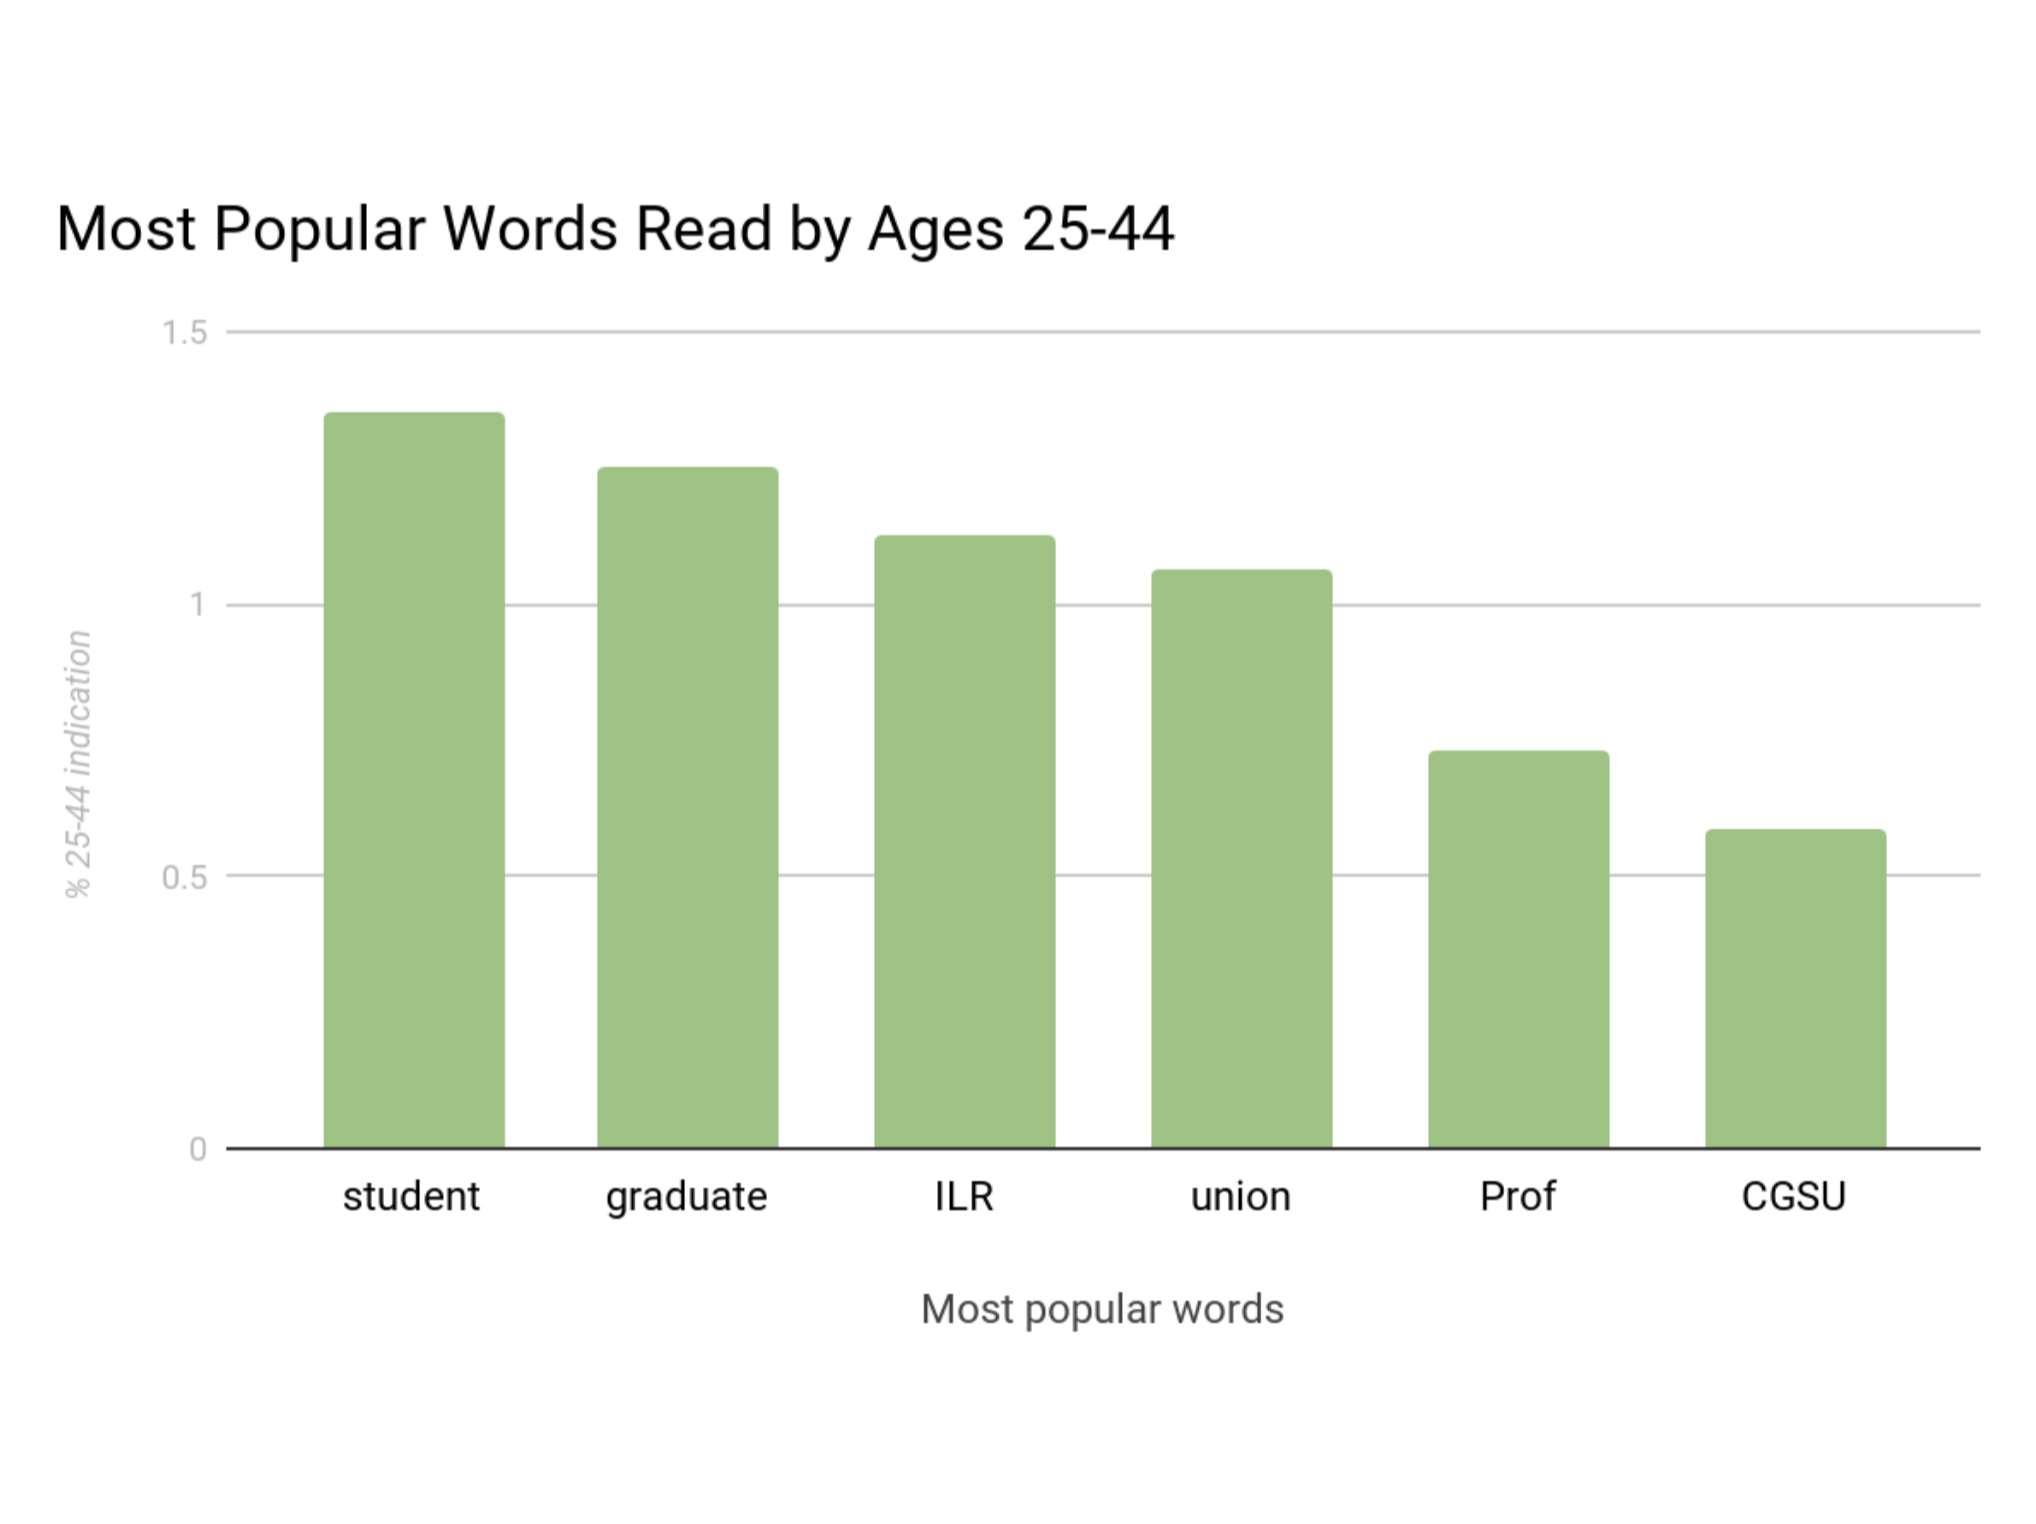 Most Popular Words Read by Ages 25-44
1.5
1
0.5
0
% 25-44 indication
student graduate ILR union Prof CGSU
Most popular words